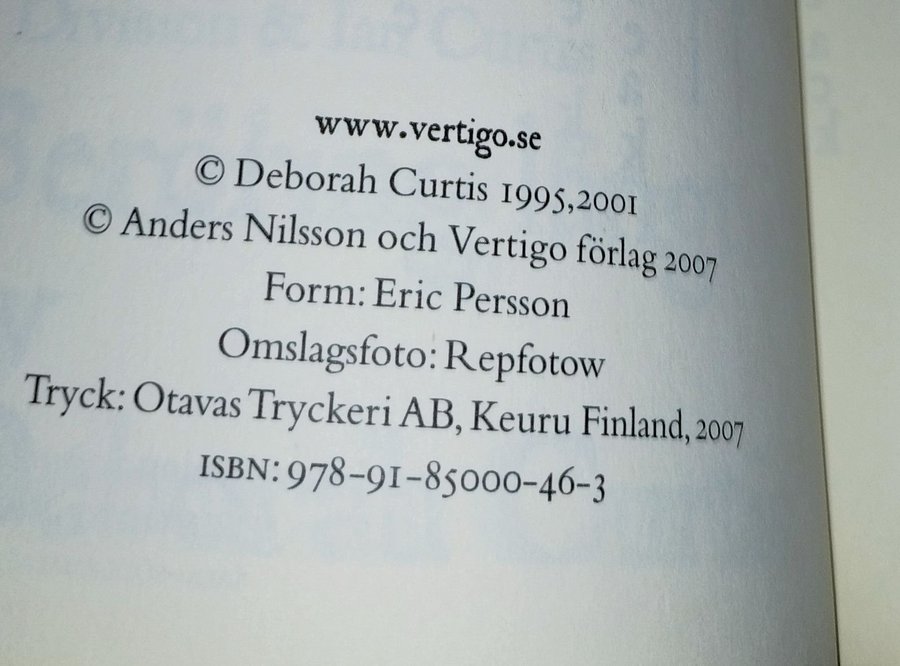 www.vertigo.se
© Deborah Curtis 1995,2001
© Anders Nilsson och Vertigo förlag 2007
Form: Eric Persson
Omslagsfoto: Repfotow
Tryck: Otavas Tryckeri AB, Keuru Finland, 2007
ISBN: 978-91-85000-46-3